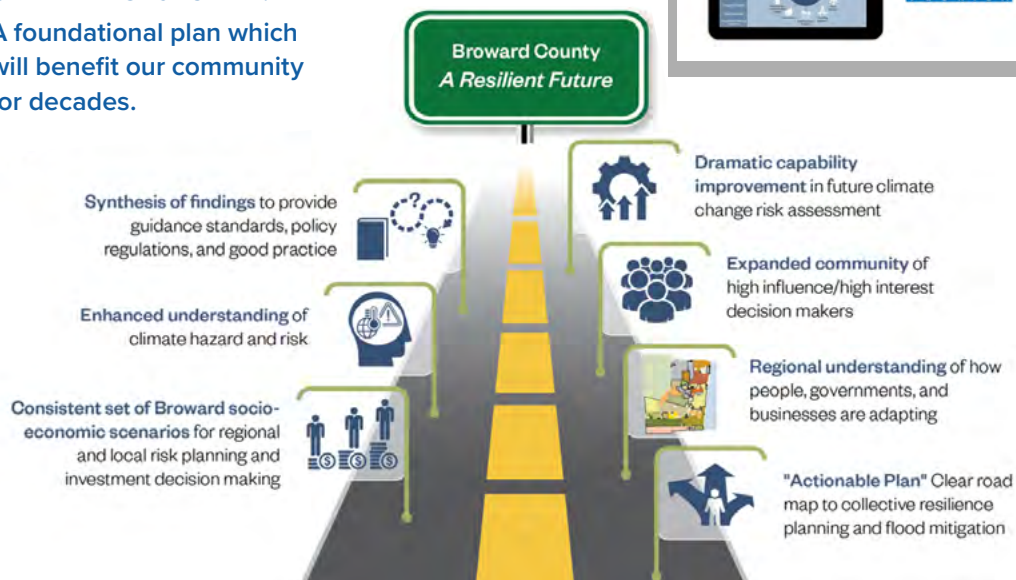 A foundational plan which
will benefit our community
for decades.
Broward County
A Resilient Future
Synthesis of findings to provide
guidance standards, policy
regulations, and good practice
Enhanced understanding of
climate hazard and risk
Consistent set of Broward socio-
economic scenarios for regional
and local risk planning and
investment decision making
Dramatic capability
improvement in future climate
change risk assessment
Expanded community of
high influence/high interest
decision makers
Regional understanding of how
people, governments, and
businesses are adapting
"Actionable Plan" Clear road
map to collective resilience
planning and flood mitigation